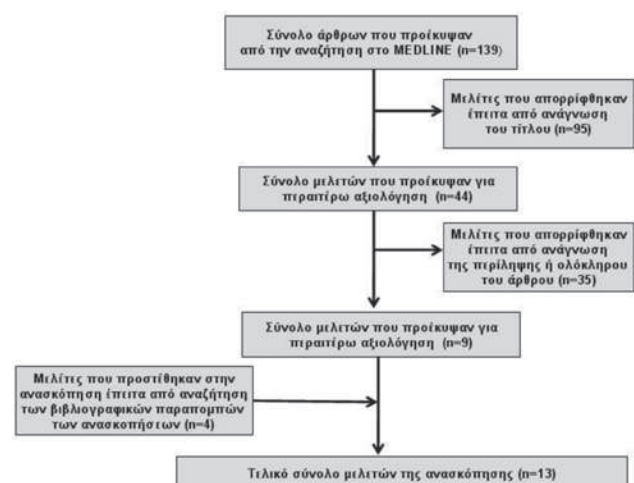 Σύνολο άρθρων που προέκυψαν
από την αναζήτηση στο MEDLINE (n=139)
Μελέτες που απορρίφθηκαν
έπειτα από ανάγνωση
του τίτλου (n=95)
Σύνολο μελετών που προέκυψαν για
περαιτέρω αξιολόγηση (n=44)
Μελέτες που απορρίφθηκαν
έπειτα από ανάγνωση
της περίληψης ή ολόκληρου
του άρθρου (n=35)
Σύνολο μελετών που προέκυψαν για
περαιτέρω αξιολόγηση (n=9)
Μελέτες που προστέθηκαν στην
ανασκόπηση έπειτα από αναζήτηση
των βιβλιογραφικών παραπομπών
των ανασκοπήσεων (n=4)
Τελικό σύνολο μελετών της ανασκόπησης (n=13)